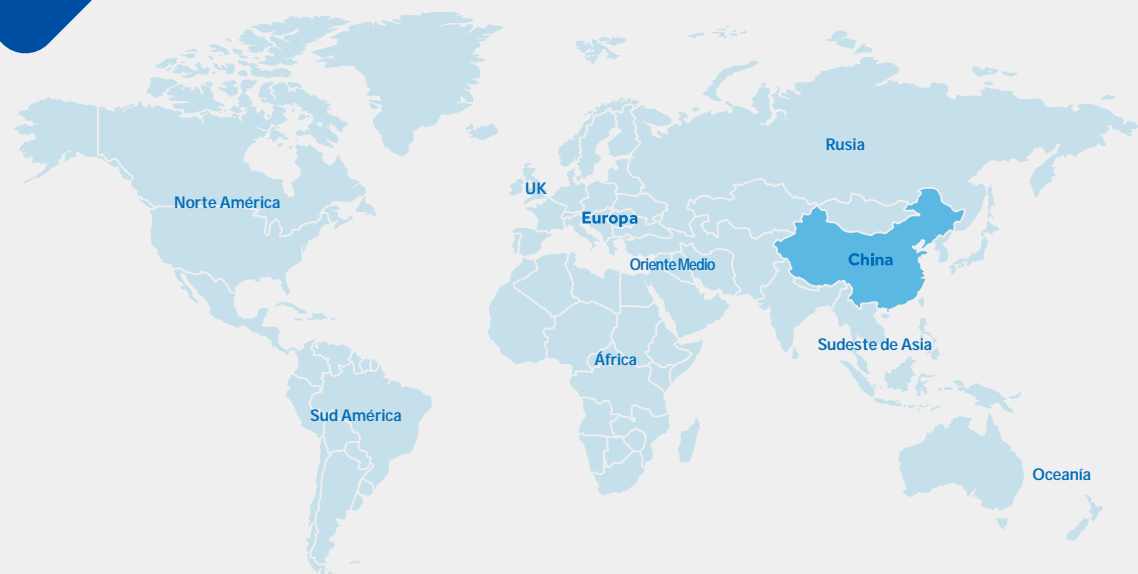 Rusia
UK
Norte América
Europa
China
Oriente Medio
Sudeste de Asia
África
Sud América
Oceanía